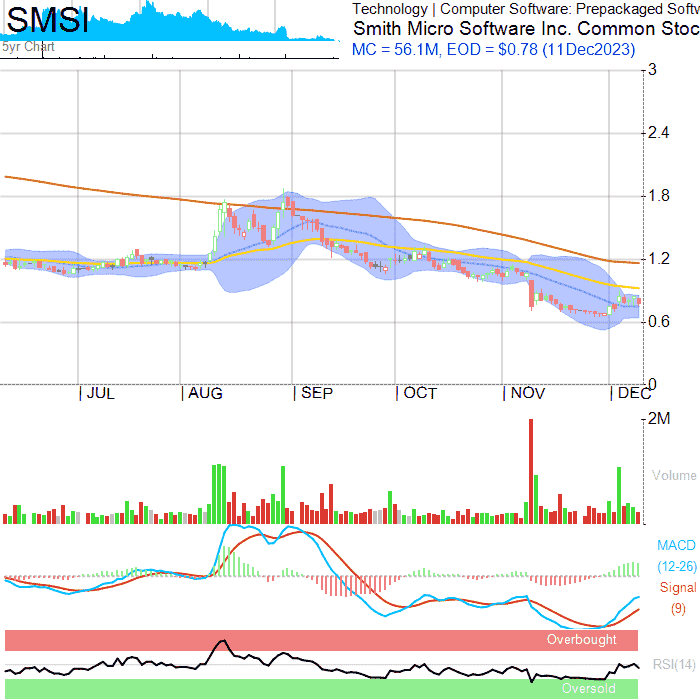 SMSI
5yr Chart
Technology | Computer Software: Prepackaged Softw
Smith Micro Software Inc. Common Stoc
MC = 56.1M, EOD = $0.78 (11Dec2023)
3
2.4
1.8
1.2
0.6
0
| JUL | AUG | SEP | OCT | NOV | DEC
2M
Volume
MACD
(12-26)
Signal
(9)
Overbought
RSI(14)
Oversold